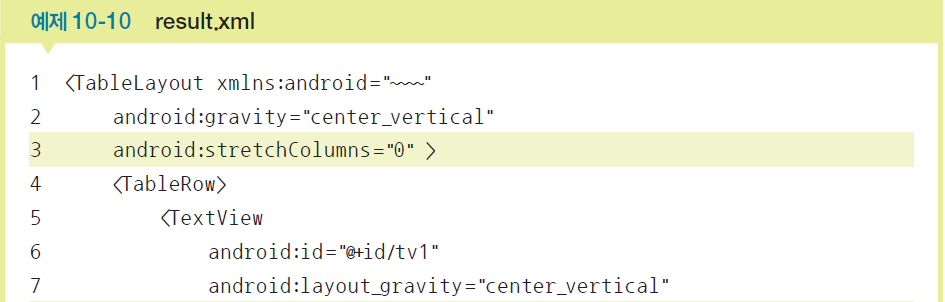 예제 10-10 result.xml
1 <TableLayout xmlns:android="~~~~"
2 android:gravity="center_vertical"
3 android:stretchColumns="0" >
4 <TableRow>
5 <TextView
6 android:id="@+id/tv1"
7 android:layout_gravity="center_vertical"